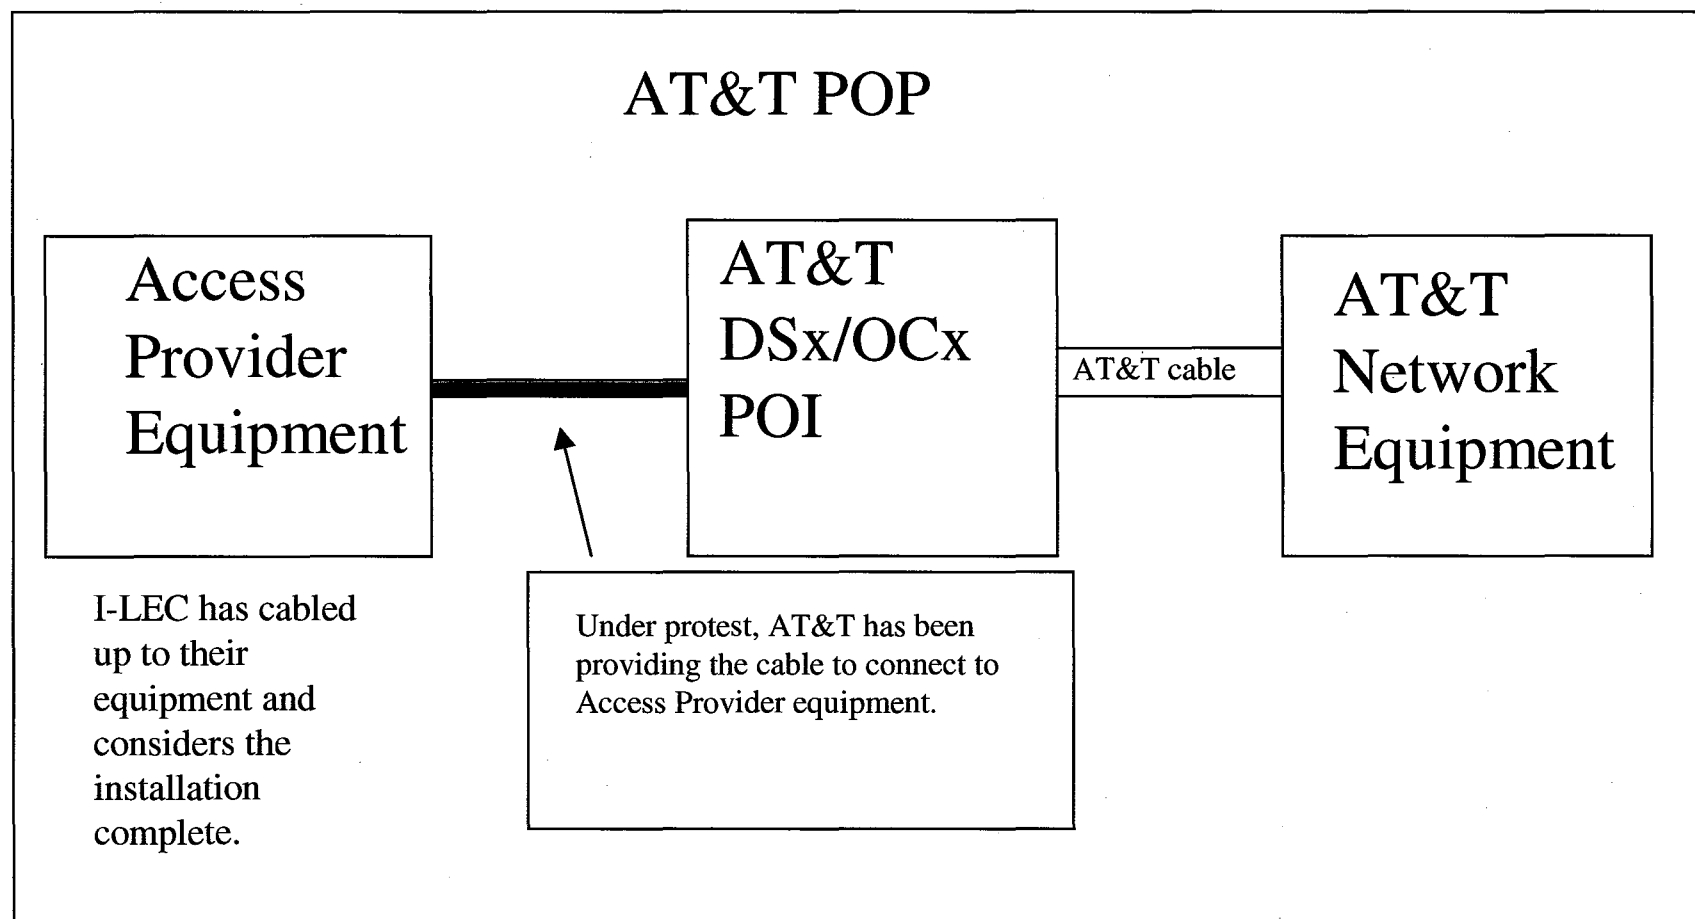 AT&T POP
Access
Provider
Equipment
AT&T
DSx/OCx
POI
AT&T cable
AT&T
Network
Equipment
I-LEC has cabled
up to their
equipment and
considers the
installation
complete.
Under protest, AT&T has been
providing the cable to connect to
Access Provider equipment.